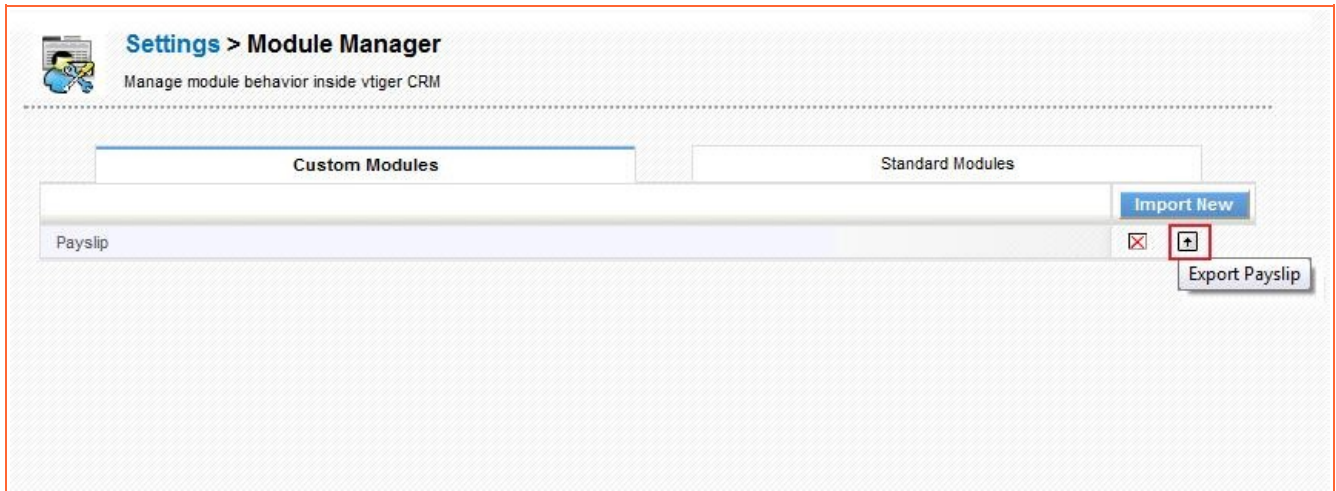 Settings > Module Manager
Manage module behavior inside vtiger CRM
Custom Modules
Standard Modules
Import New
Payslip
Export Payslip